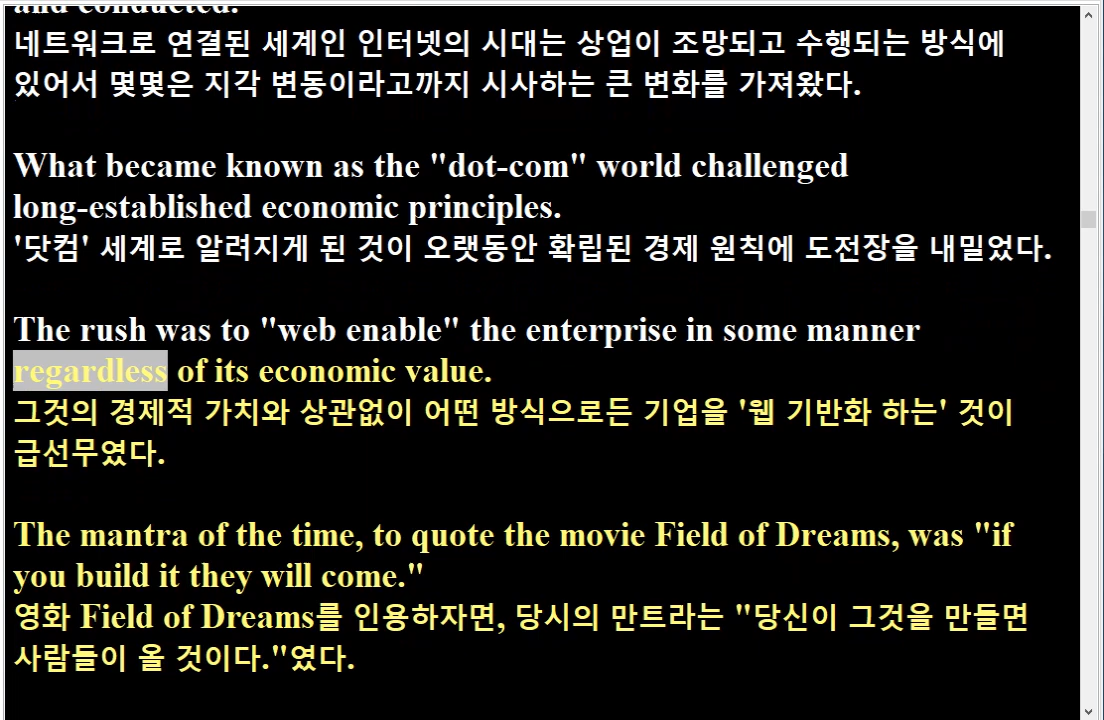 and conducted.
네트워크로 연결된 세계인 인터넷의 시대는 상업이 조망되고 수행되는 방식에
있어서 몇몇은 지각 변동이라고까지 시사하는 큰 변화를 가져왔다.
What became known as the "dot-com" world challenged
long-established economic principles.
'닷컴' 세계로 알려지게 된 것이 오랫동안 확립된 경제 원칙에 도전장을 내밀었다.
The rush was to "web enable" the enterprise in some manner
regardless of its economic value.
그것의 경제적 가치와 상관없이 어떤 방식으로든 기업을 '웹 기반화 하는' 것이
급선무였다.
The mantra of the time, to quote the movie Field of Dreams, was "if
you build it they will come."
영화 Field of Dreams를 인용하자면, 당시의 만트라는 "당신이 그것을 만들면
사람들이 올 것이다."였다.